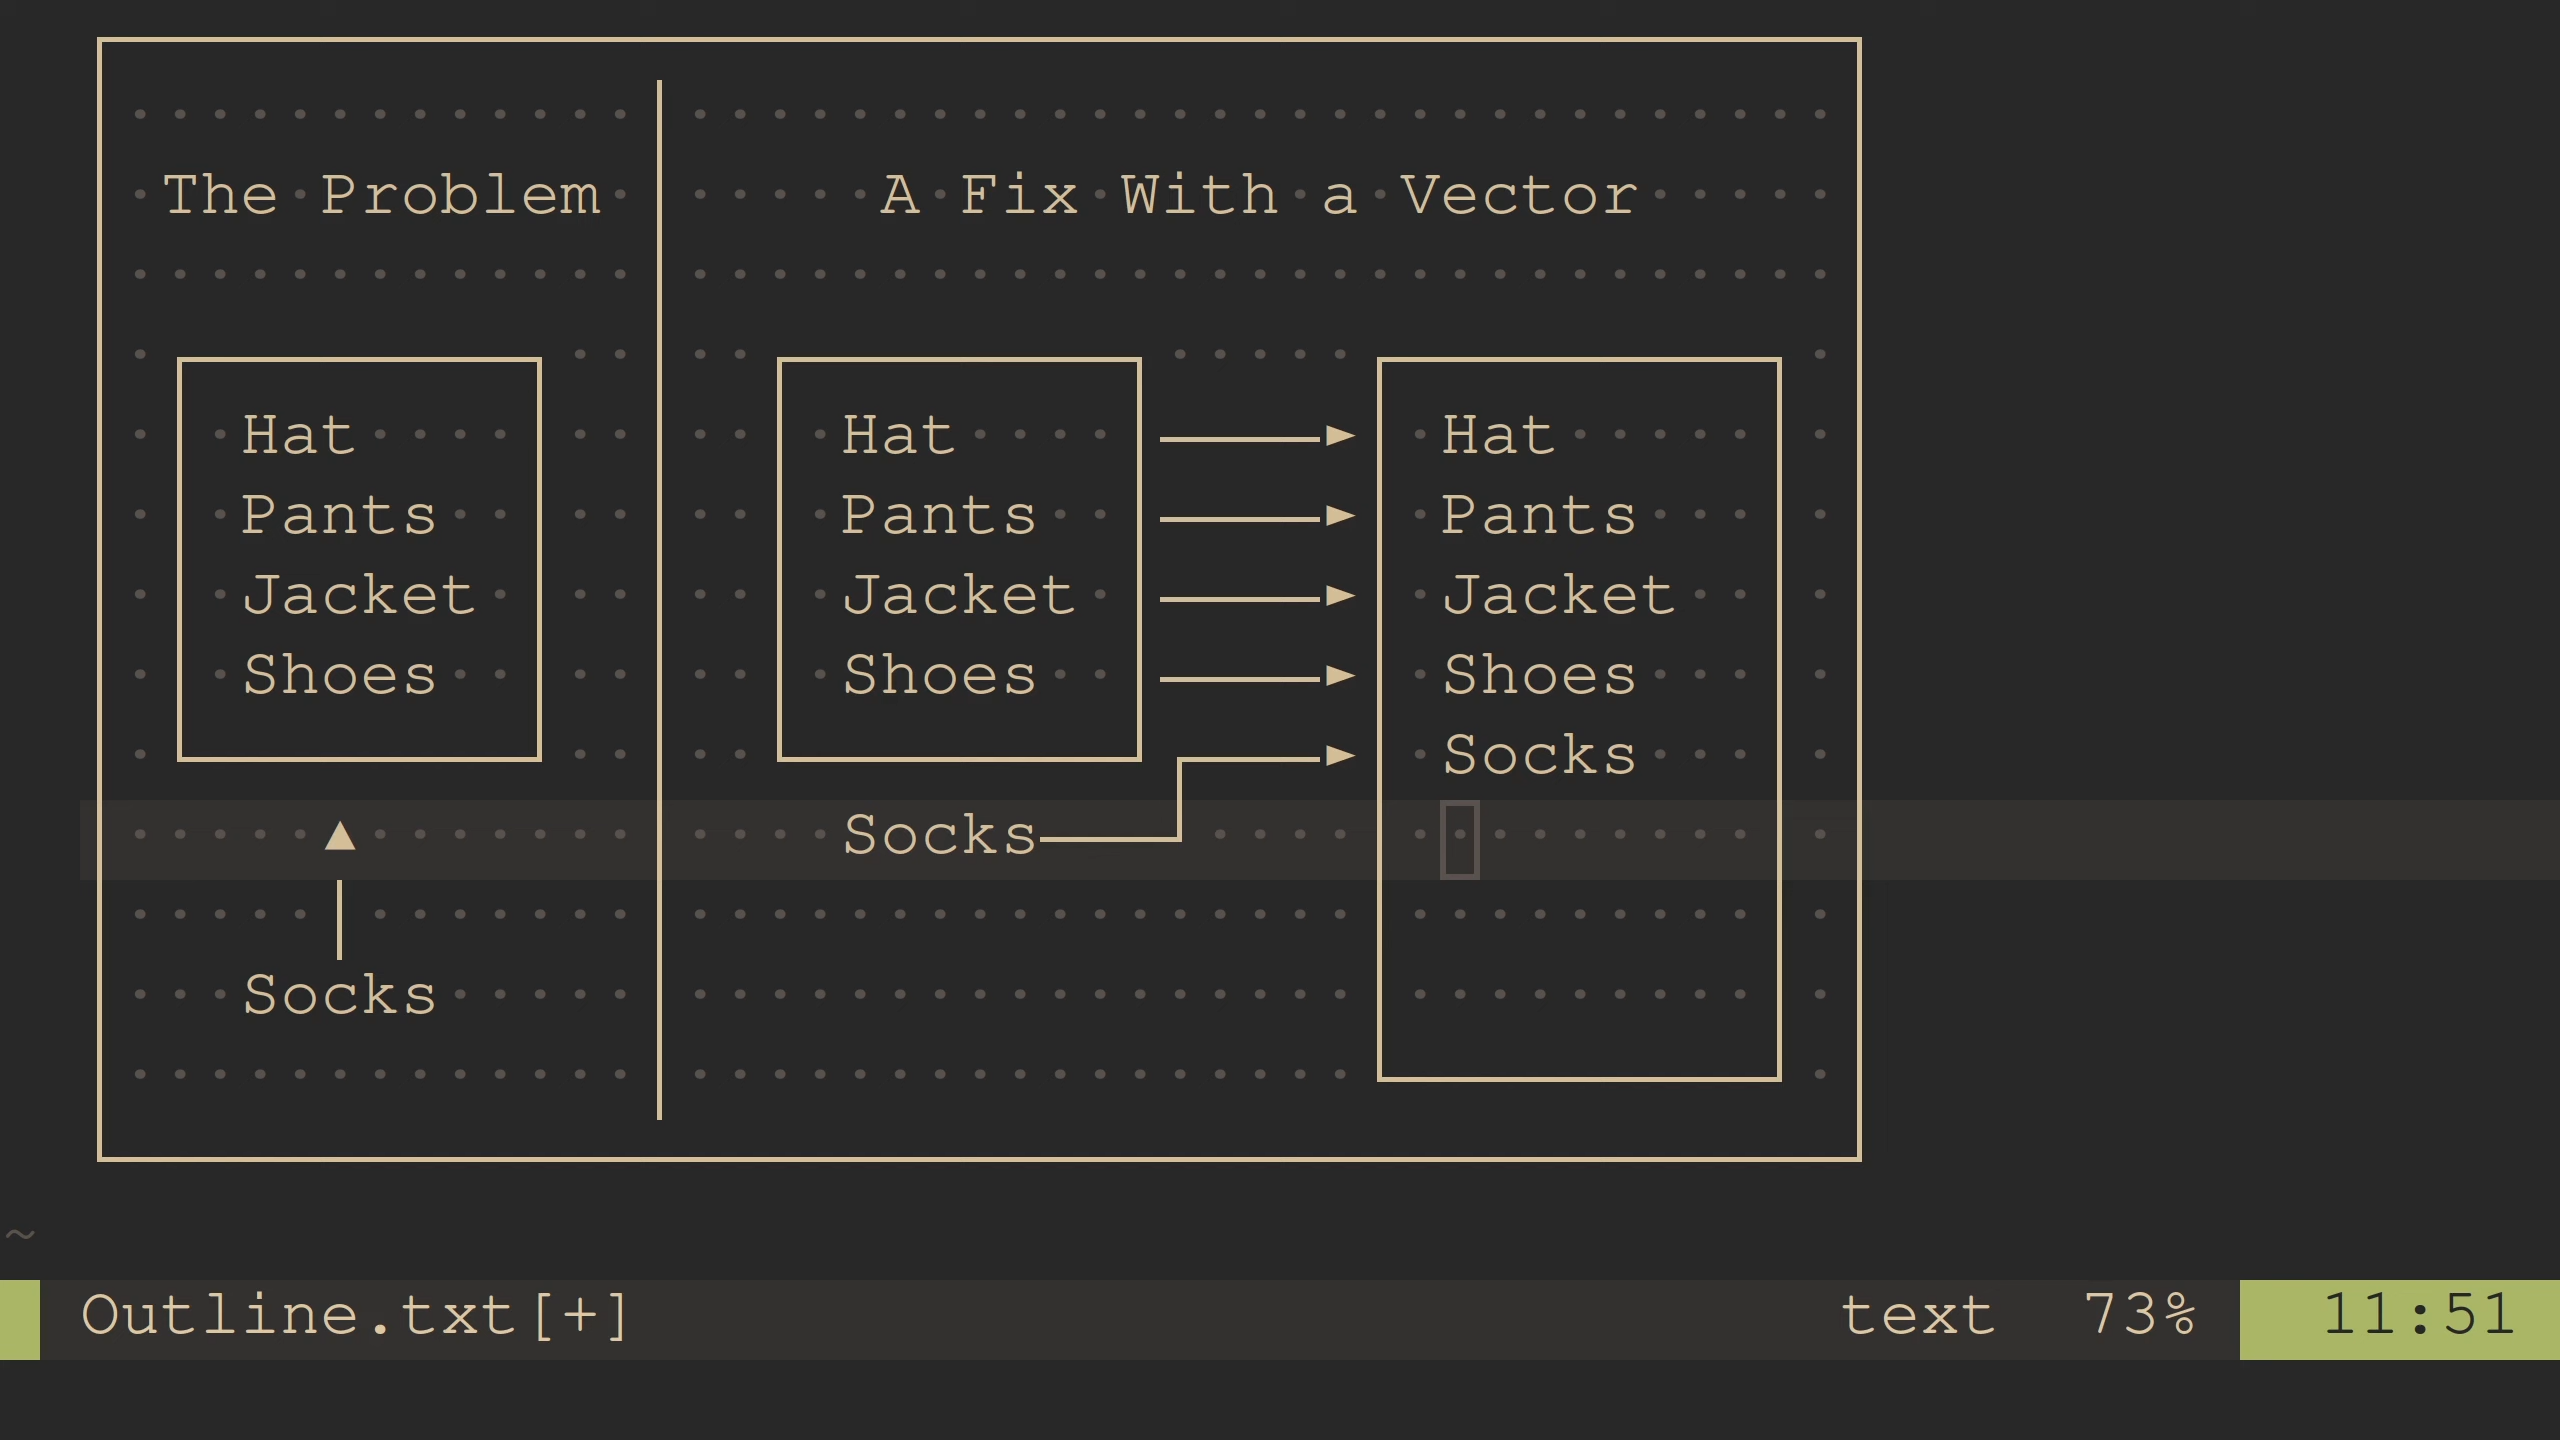 The Problem
A Fix With a Vector
Hat
Pants
Jacket
Shoes
Socks
Hat
Pants
Jacket
Shoes
Socks
Hat
Pants
Jacket
Shoes
Socks
~
Outline.txt[+]
text 73% 11:51